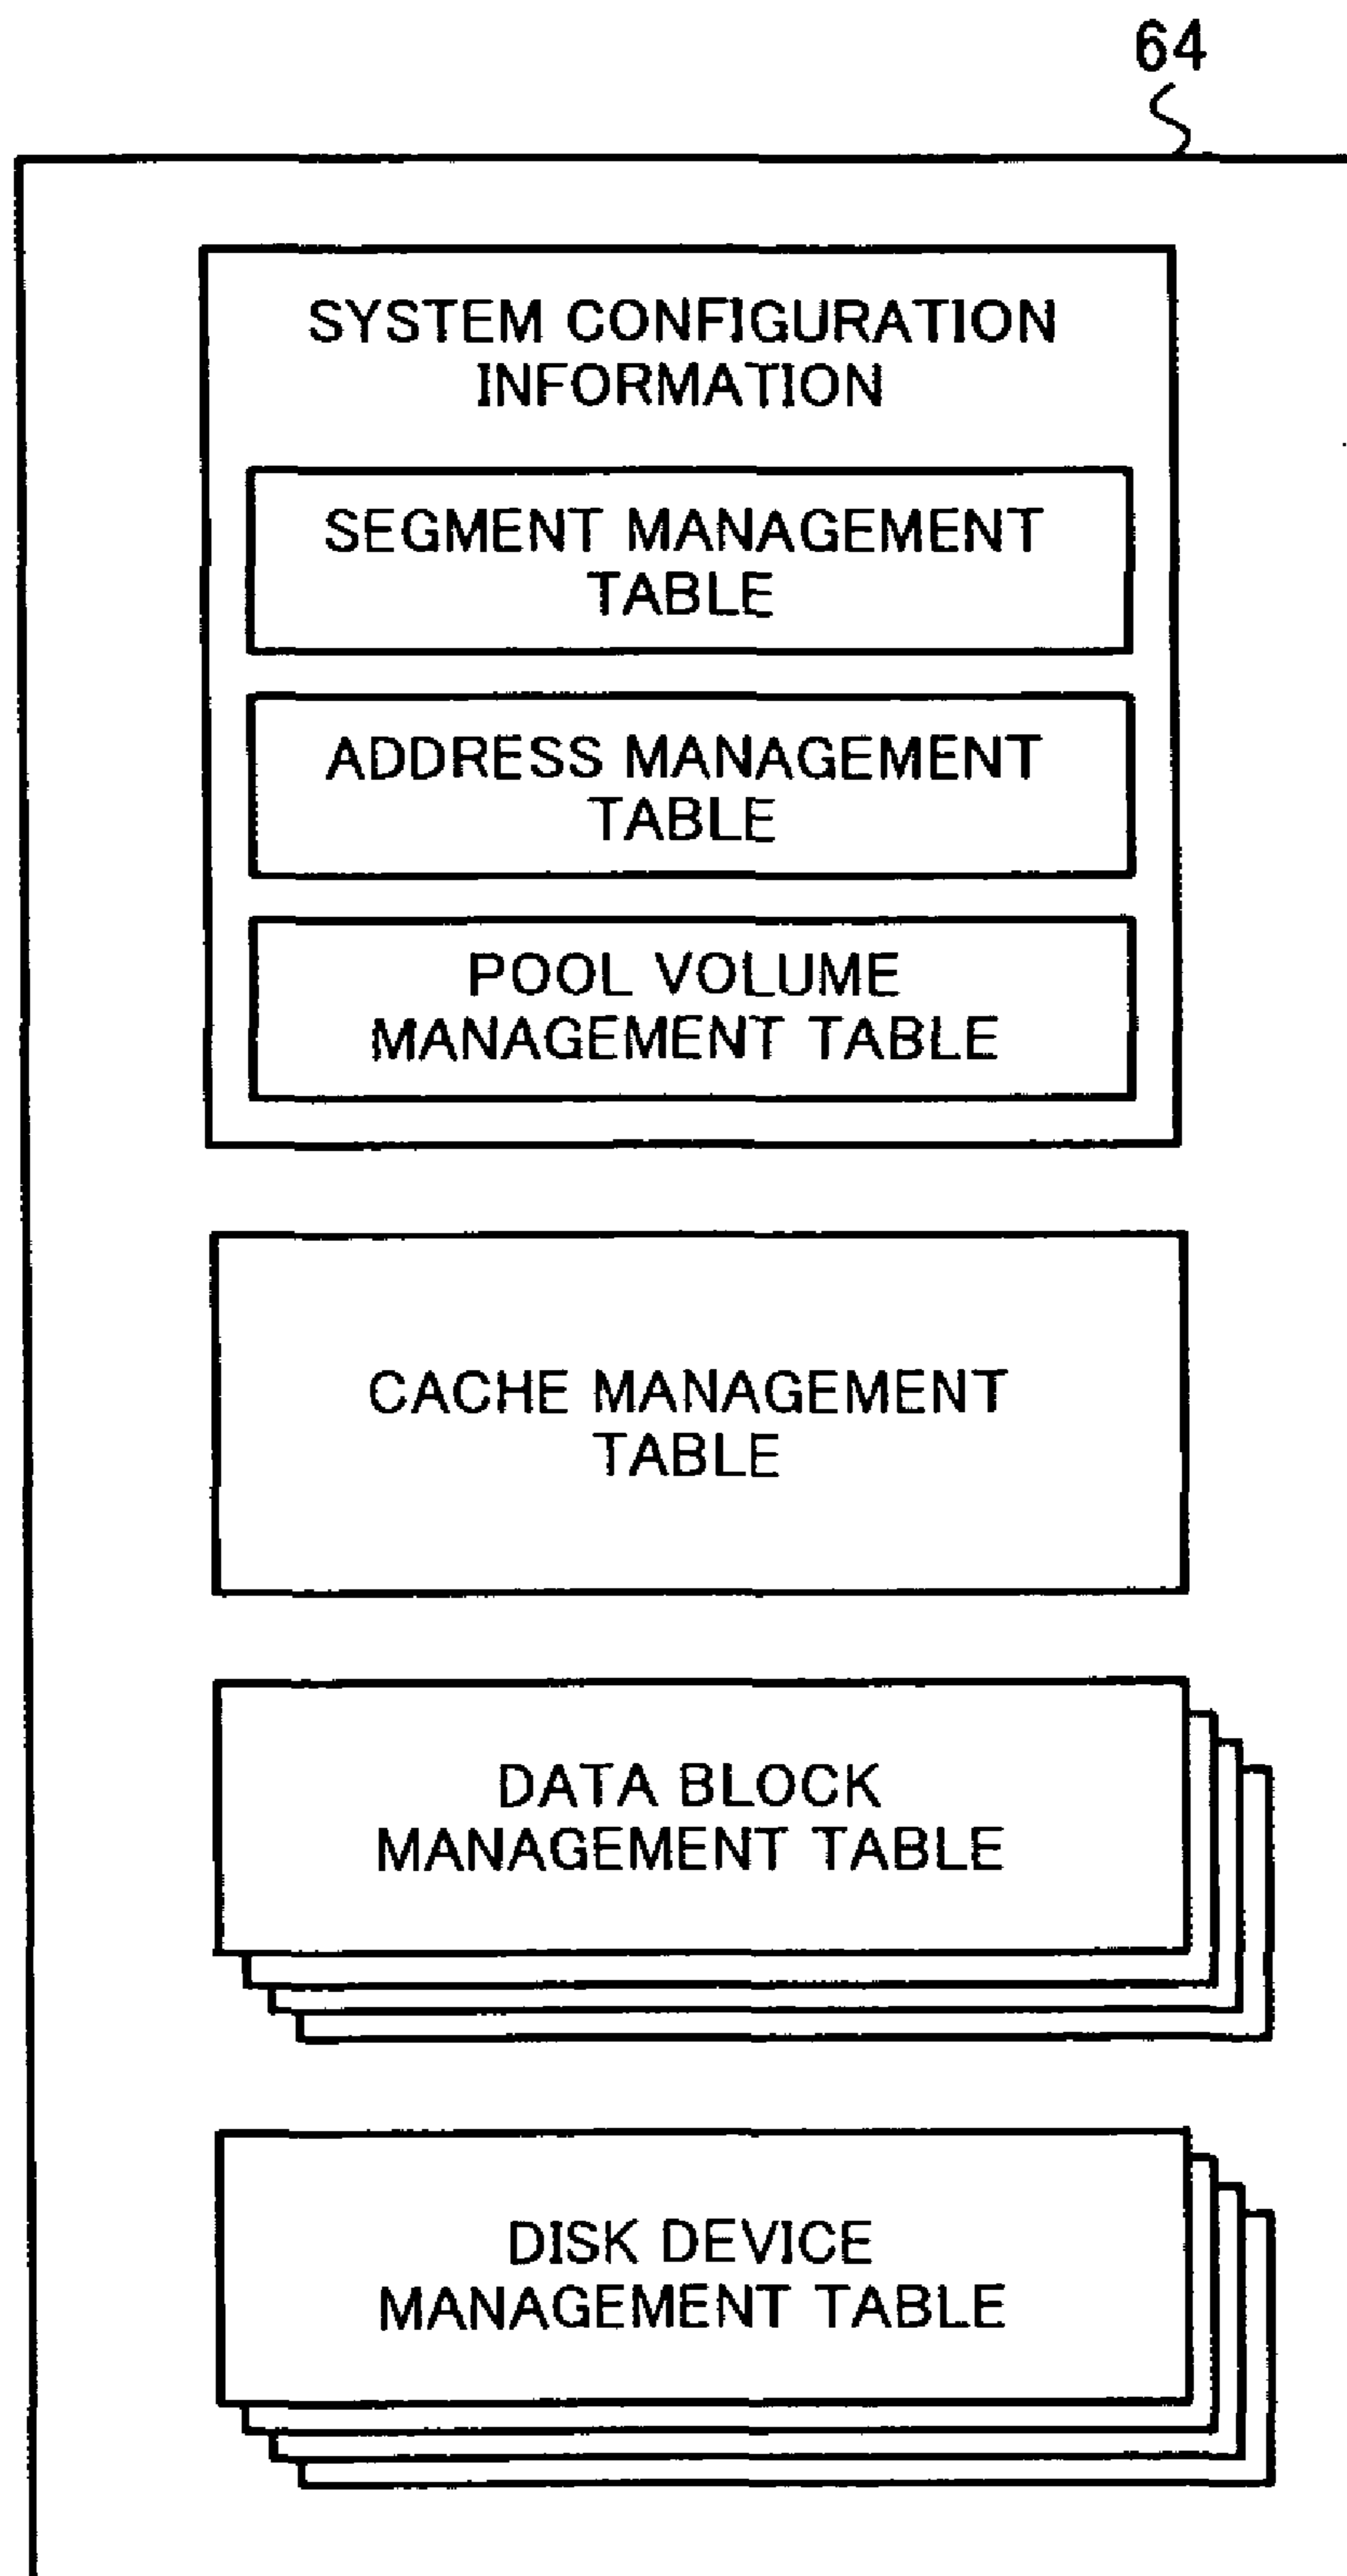 64
SYSTEM CONFIGURATION
INFORMATION
SEGMENT MANAGEMENT
TABLE
ADDRESS MANAGEMENT
TABLE
POOL VOLUME
MANAGEMENT TABLE
CACHE MANAGEMENT
TABLE
DATA BLOCK
MANAGEMENT TABLE
DISK DEVICE
MANAGEMENT TABLE